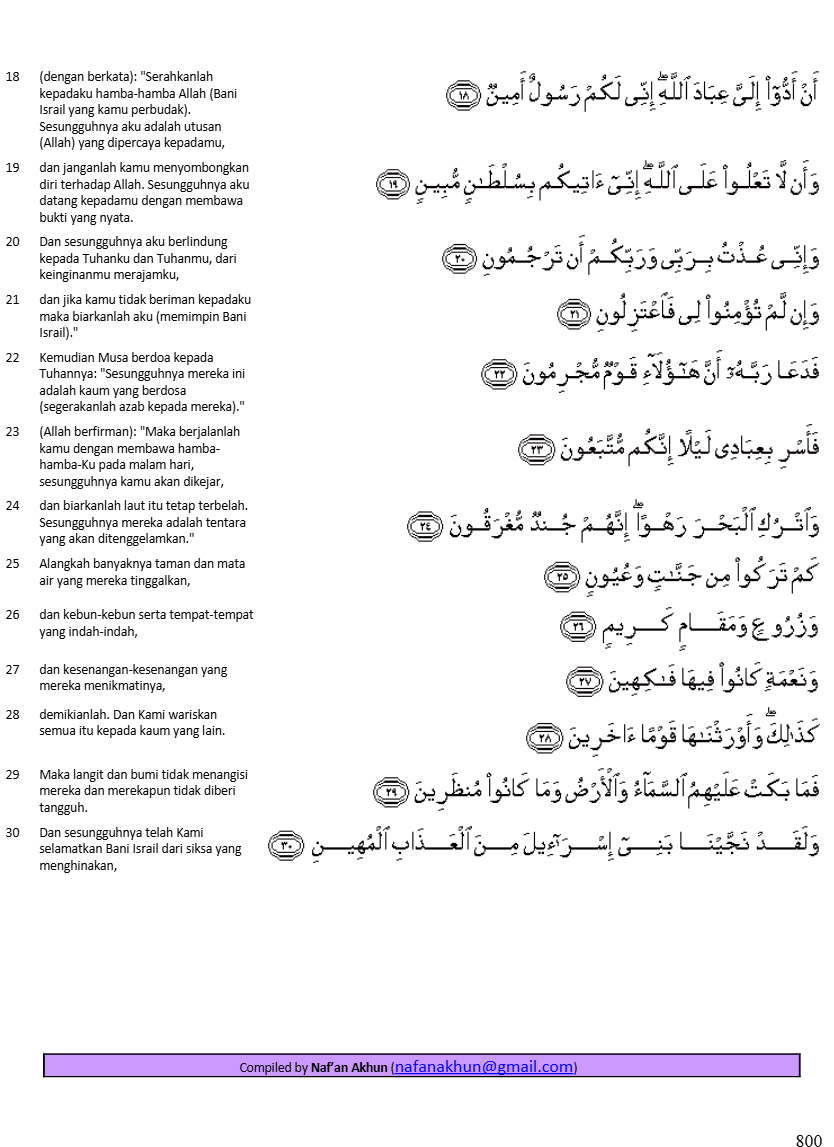 18 (dengan berkata): "Serahkanlah
kepadaku hamba-hamba Allah (Bani
Israil yang kamu perbudak).
Sesungguhnya aku adalah utusan
(Allah) yang dipercaya kepadamu,
أَنْ أَدُّوٓا۟ إِلَىَّ عِبَادَ ٱللَّهِ ۖ إِنِّى لَكُمْ رَسُولٌ أَمِينٌ ١٨
19 dan janganlah kamu menyombongkan
diri terhadap Allah. Sesungguhnya aku
datang kepadamu dengan membawa
bukti yang nyata.
وَأَن لَّا تَعْلُوا۟ عَلَى ٱللَّهِ ۖ إِنِّىٓ ءَاتِيكُم بِسُلْطَـٰنٍ مُّبِينٍ ١٩
20 Dan sesungguhnya aku berlindung
kepada Tuhanku dan Tuhanmu, dari
keinginanmu merajamku,
وَإِنِّى عُذْتُ بِرَبِّى وَرَبِّكُمْ أَن تَرْجُمُونِ ٢٠
21 dan jika kamu tidak beriman kepadaku
maka biarkanlah aku (memimpin Bani
Israil)."
وَإِن لَّمْ تُؤْمِنُوا۟ لِى فَٱعْتَزِلُونِ ٢١
22 Kemudian Musa berdoa kepada
Tuhannya: "Sesungguhnya mereka ini
adalah kaum yang berdosa
(segerakanlah azab kepada mereka)."
فَدَعَا رَبَّهُۥٓ أَنَّ هَـٰٓؤُلَآءِ قَوْمٌ مُّجْرِمُونَ ٢٢
23 (Allah berfirman): "Maka berjalanlah
kamu dengan membawa hamba-
hamba-Ku pada malam hari,
sesungguhnya kamu akan dikejar,
فَأَسْرِ بِعِبَادِى لَيْلًا إِنَّكُم مُّتَّبَعُونَ ٢٣
24 dan biarkanlah laut itu tetap terbelah.
Sesungguhnya mereka adalah tentara
yang akan ditenggelamkan."
وَٱتْرُكِ ٱلْبَحْرَ رَهْوًا ۖ إِنَّهُمْ جُندٌ مُّغْرَقُونَ ٢٤
25 Alangkah banyaknya taman dan mata
air yang mereka tinggalkan,
كَمْ تَرَكُوا۟ مِن جَنَّـٰتٍ وَعُيُونٍ ٢٥
26 dan kebun-kebun serta tempat-tempat
yang indah-indah,
وَزُرُوعٍ وَمَقَامٍ كَرِيمٍ ٢٦
27 dan kesenangan-kesenangan yang
mereka menikmatinya,
وَنَعْمَةٍ كَانُوا۟ فِيهَا فَـٰكِهِينَ ٢٧
28 demikianlah. Dan Kami wariskan
semua itu kepada kaum yang lain.
كَذَٰلِكَ ۖ وَأَوْرَثْنَـٰهَا قَوْمًا ءَاخَرِينَ ٢٨
29 Maka langit dan bumi tidak menangisi
mereka dan merekapun tidak diberi
tangguh.
فَمَا بَكَتْ عَلَيْهِمُ ٱلسَّمَآءُ وَٱلْأَرْضُ وَمَا كَانُوا۟ مُنظَرِينَ ٢٩
30 Dan sesungguhnya telah Kami
selamatkan Bani Israil dari siksa yang
menghinakan,
وَلَقَدْ نَجَّيْنَا بَنِىٓ إِسْرَٰٓءِيلَ مِنَ ٱلْعَذَابِ ٱلْمُهِينِ ٣٠
Compiled by Naf’an Akhun (nafanakhun@gmail.com)
800